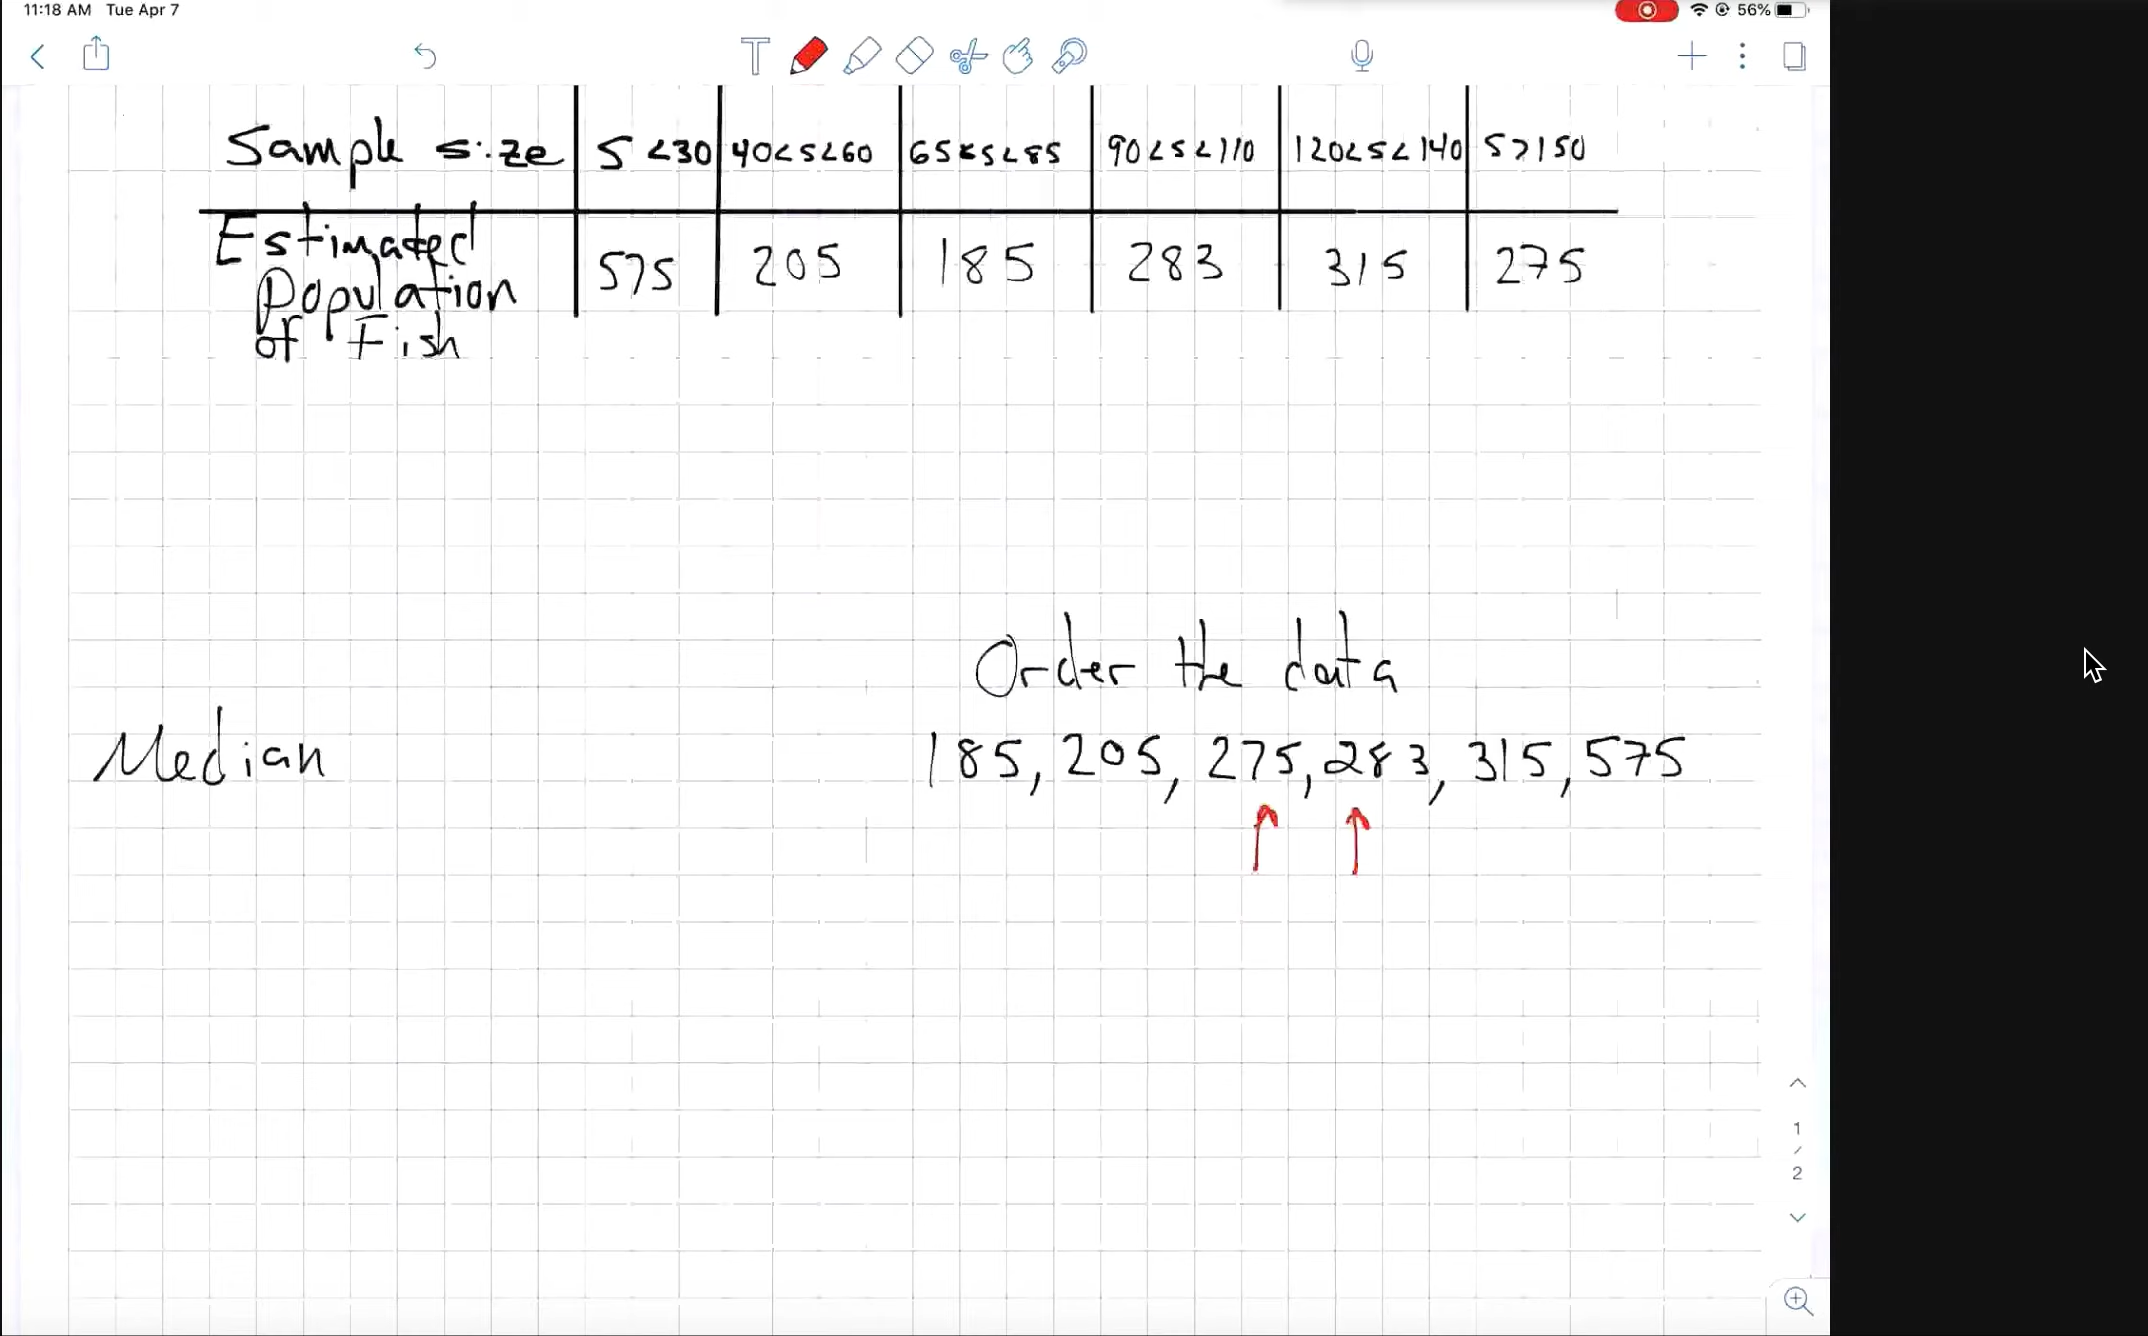 11:18 AM Tue Apr 7
56%
T
Sample size S<30 40<S<60 65<S<85 90<S<110 120<S<140 S>150
Estimated
Population
of Fish
575 205 185 283 315 275
Order the data
Median 185, 205, 275, 283, 315, 575
1
/
2